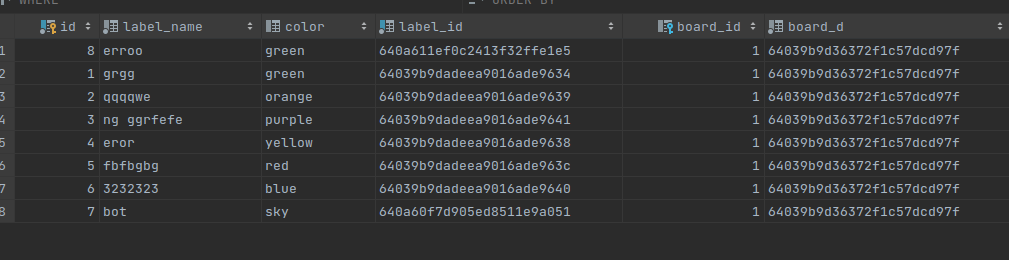 WHERE ORDER BY
id label_name color label_id board_id board_d
1 8 erroo green 640a611ef0c2413f32ffe1e5 1 64039b9d36372f1c57dcd97f
2 1 grgg green 64039b9dadeea9016ade9634 1 64039b9d36372f1c57dcd97f
3 2 qqqqwe orange 64039b9dadeea9016ade9639 1 64039b9d36372f1c57dcd97f
4 3 ng ggrfefe purple 64039b9dadeea9016ade9641 1 64039b9d36372f1c57dcd97f
5 4 eror yellow 64039b9dadeea9016ade9638 1 64039b9d36372f1c57dcd97f
6 5 fbfbgbg red 64039b9dadeea9016ade963c 1 64039b9d36372f1c57dcd97f
7 6 3232323 blue 64039b9dadeea9016ade9640 1 64039b9d36372f1c57dcd97f
8 7 bot sky 640a60f7d905ed8511e9a051 1 64039b9d36372f1c57dcd97f